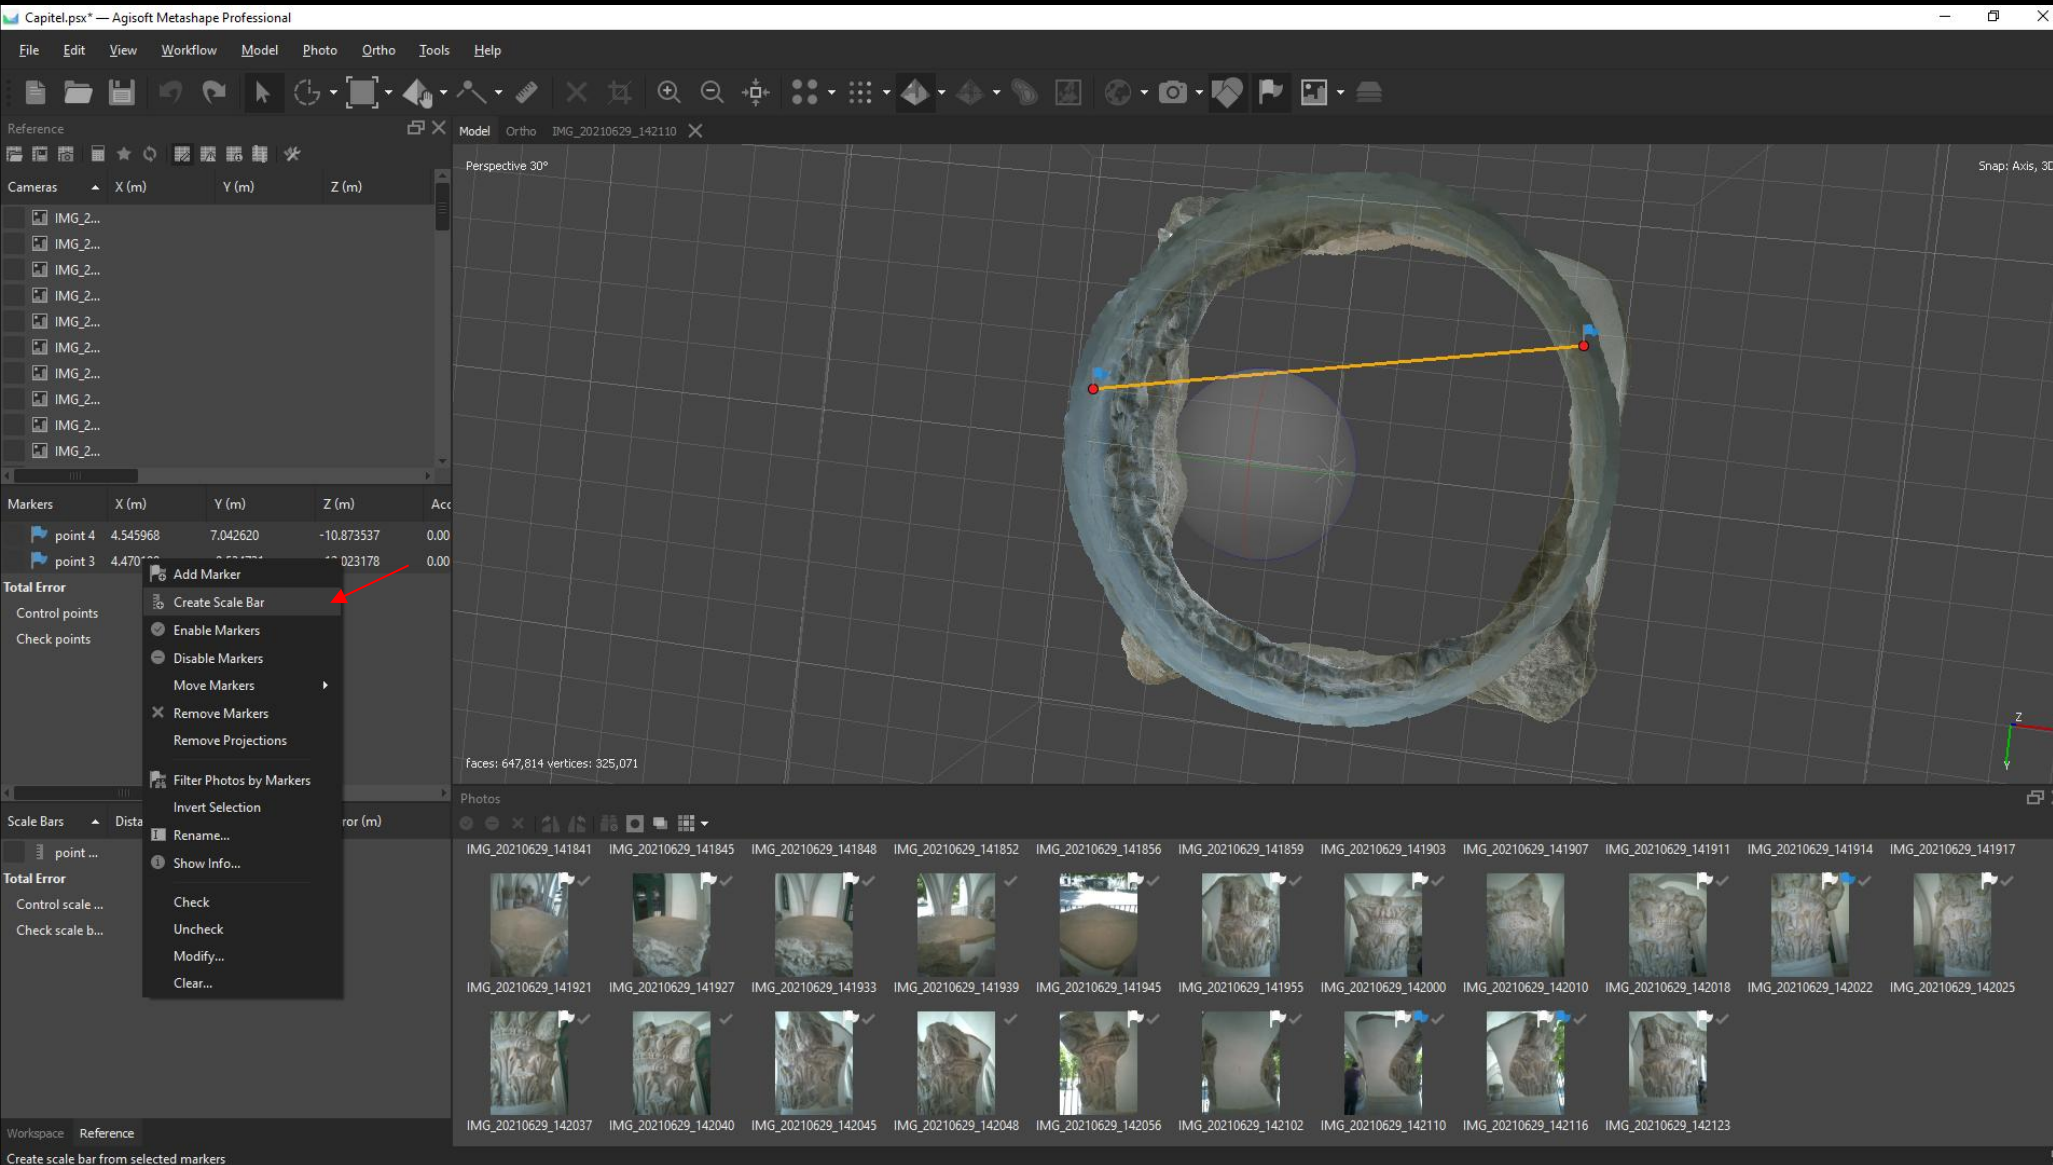 Capitel.psx* — Agisoft Metashape Professional
File Edit View Workflow Model Photo Ortho Tools Help
Reference
Model Ortho IMG_20210629_142110
Perspective 30°
Snap: Axis, 3D
Cameras X (m) Y (m) Z (m)
IMG_2...
IMG_2...
IMG_2...
IMG_2...
IMG_2...
IMG_2...
IMG_2...
IMG_2...
IMG_2...
IMG_2...
Markers X (m) Y (m) Z (m) Acc
point 4 4.545968 7.042620 -10.873537 0.00
point 3 4.470 023178 0.00
Total Error
Control points
Check points
Add Marker
Create Scale Bar
Enable Markers
Disable Markers
Move Markers
Remove Markers
Remove Projections
Filter Photos by Markers
Invert Selection
Rename...
Show Info...
Check
Uncheck
Modify...
Clear...
Z
Y
faces: 647,814 vertices: 325,071
Scale Bars Dista ror (m)
point ...
Total Error
Control scale ...
Check scale b...
Photos
IMG_20210629_141841 IMG_20210629_141845 IMG_20210629_141848 IMG_20210629_141852 IMG_20210629_141856 IMG_20210629_141859 IMG_20210629_141903 IMG_20210629_141907 IMG_20210629_141911 IMG_20210629_141914 IMG_20210629_141917
IMG_20210629_141921 IMG_20210629_141927 IMG_20210629_141933 IMG_20210629_141939 IMG_20210629_141945 IMG_20210629_141955 IMG_20210629_142000 IMG_20210629_142010 IMG_20210629_142018 IMG_20210629_142022 IMG_20210629_142025
IMG_20210629_142037 IMG_20210629_142040 IMG_20210629_142045 IMG_20210629_142048 IMG_20210629_142056 IMG_20210629_142102 IMG_20210629_142110 IMG_20210629_142116 IMG_20210629_142123
Workspace Reference
Create scale bar from selected markers